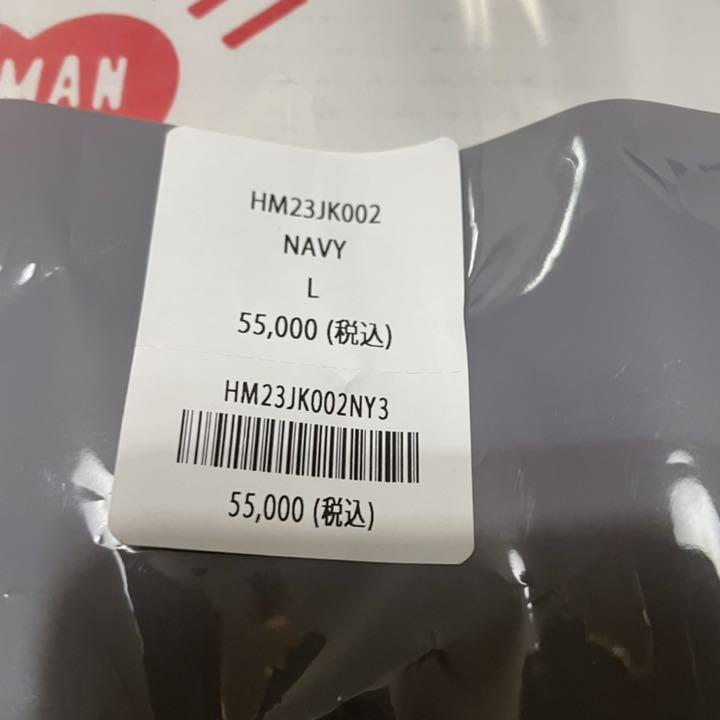 MAN
HM23JK002
NAVY
L
55,000 (税込)
HM23JK002NY3
55,000 (税込)